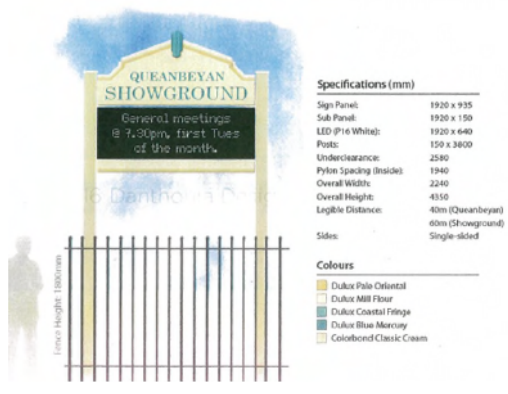 QUEANBEYAN
SHOWGROUND
General meetings
@ 7.30pm, first Tues
of the month.
Fence Height: 1800mm
Specifications (mm)
Sign Panel: 1920 x 935
Sub Panel: 1920 x 150
LED (P16 White): 1920 x 640
Posts: 150 x 3800
Underclearance: 2580
Pylon Spacing (Inside): 1940
Overall Width: 2240
Overall Height: 4350
Legible Distance: 40m (Queanbeyan)
60m (Showground)
Sides: Single-sided
Colours
Dulux Pale Oriental
Dulux Mill Flour
Dulux Coastal Fringe
Dulux Blue Mercury
Colorbond Classic Cream